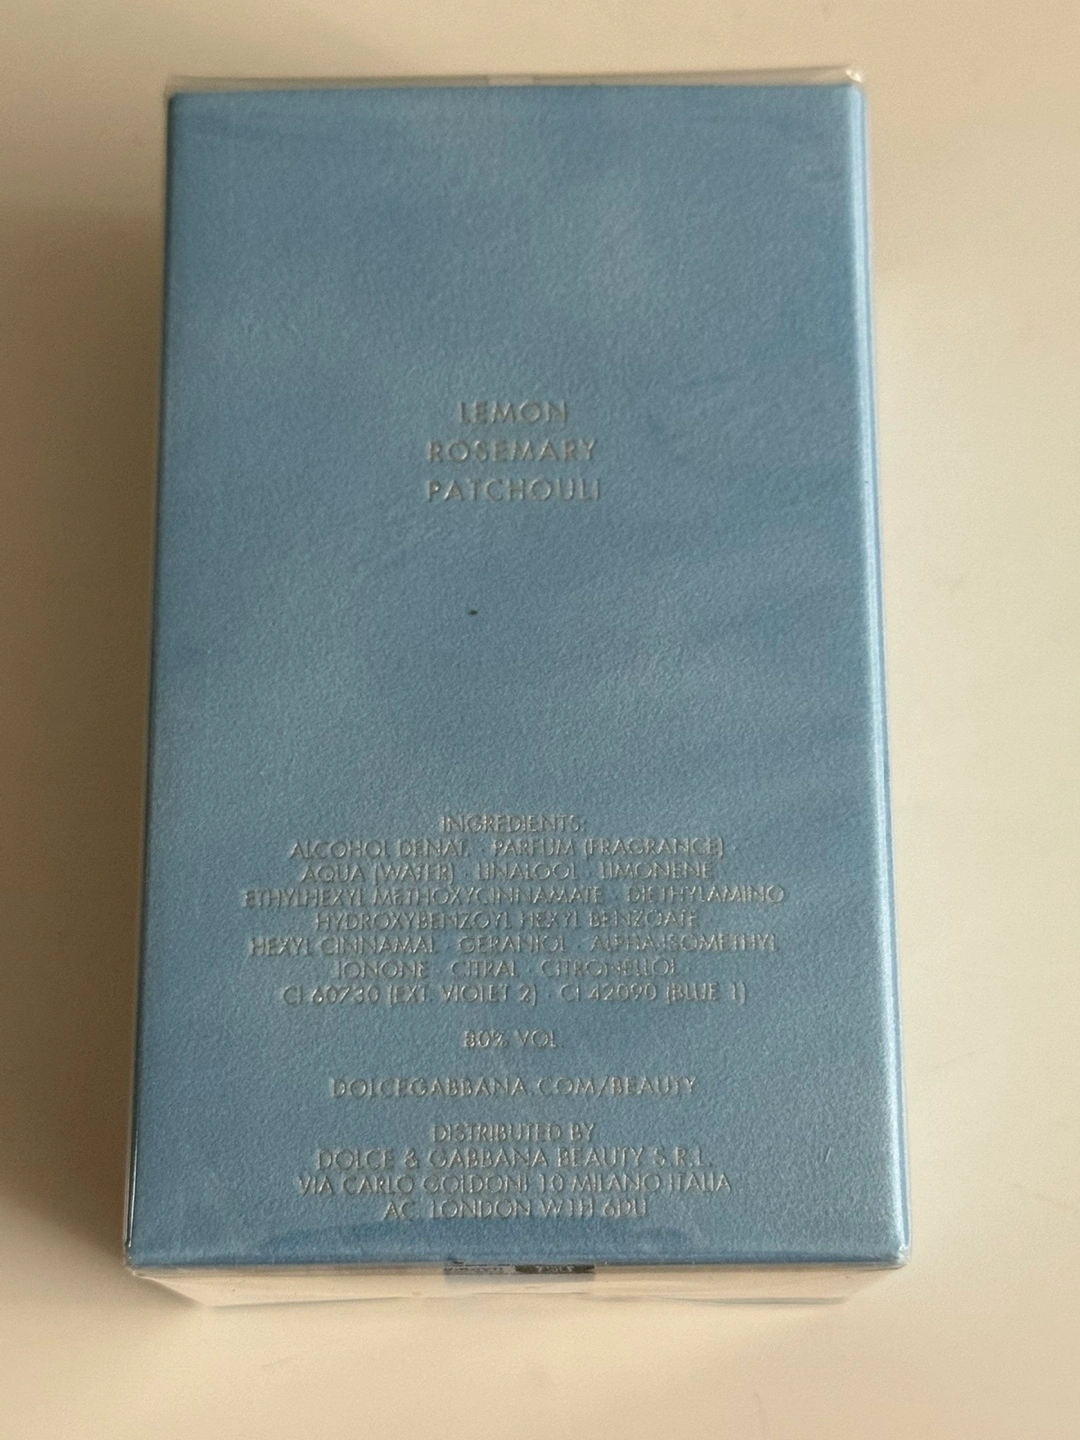 LEMON
ROSEMARY
PATCHOULI
INGREDIENTS:
ALCOHOL DENAT. · PARFUM (FRAGRANCE) ·
AQUA (WATER) · LINALOOL · LIMONENE
ETHYLHEXYL METHOXYCINNAMATE · DIETHYLAMINO
HYDROXYBENZOYL HEXYL BENZOATE
HEXYL CINNAMAL · GERANIOL · ALPHA-ISOMETHYL
IONONE · CITRAL · CITRONELLOL ·
CI 60730 (EXT. VIOLET 2) · CI 42090 (BLUE 1)
80% VOL
DOLCEGABBANA.COM/BEAUTY
DISTRIBUTED BY
DOLCE & GABBANA BEAUTY S.R.L.
VIA CARLO GOLDONI 10 MILANO ITALIA
AC LONDON W1H 6DU